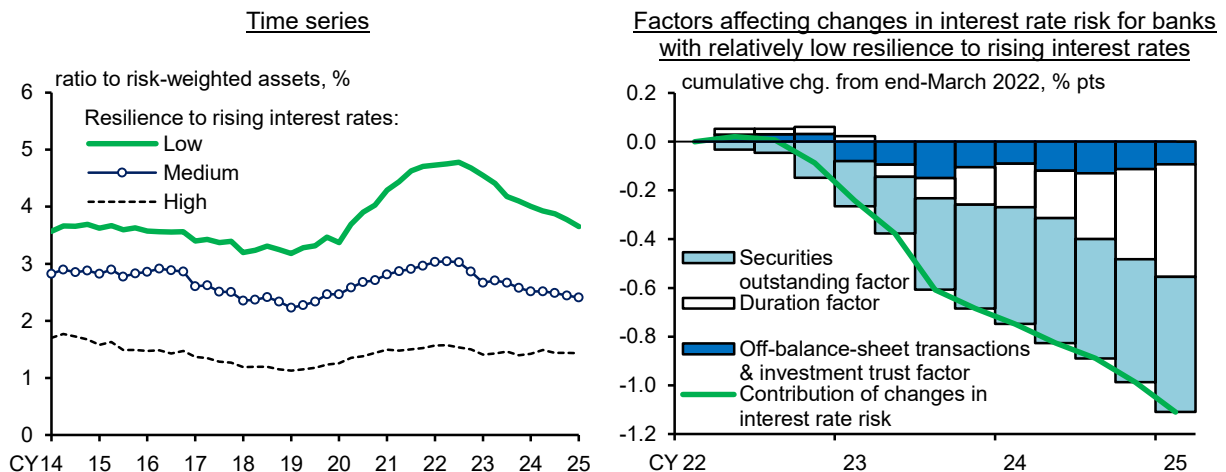 Time series
ratio to risk-weighted assets, %
6
5
4
3
2
1
0
Resilience to rising interest rates:
Low
Medium
High
CY 14 15 16 17 18 19 20 21 22 23 24 25
Factors affecting changes in interest rate risk for banks
with relatively low resilience to rising interest rates
cumulative chg. from end-March 2022, % pts
0.2
0.0
-0.2
-0.4
-0.6
-0.8
-1.0
-1.2
Securities
outstanding factor
Duration factor
Off-balance-sheet transactions
& investment trust factor
Contribution of changes in
interest rate risk
CY 22 23 24 25